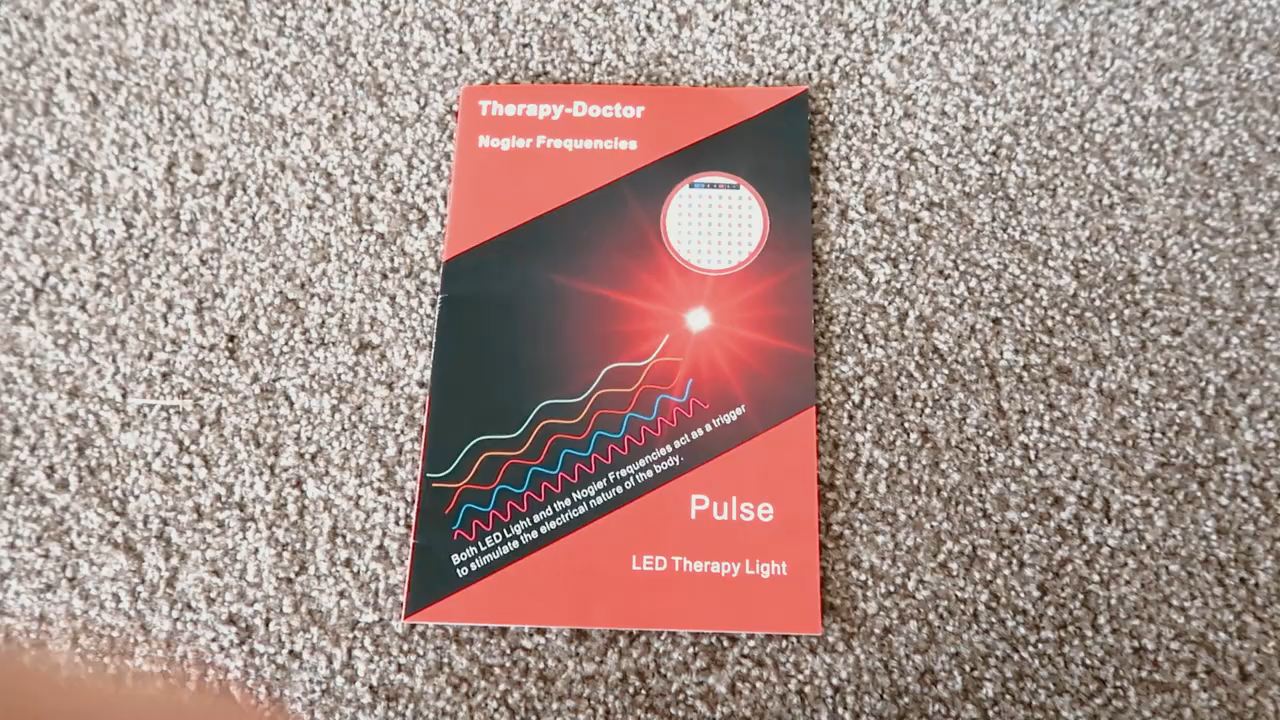 Therapy-Doctor
Nogier Frequencies
Both LED Light and the Nogier Frequencies act as a trigger
to stimulate the electrical nature of the body.
Pulse
LED Therapy Light